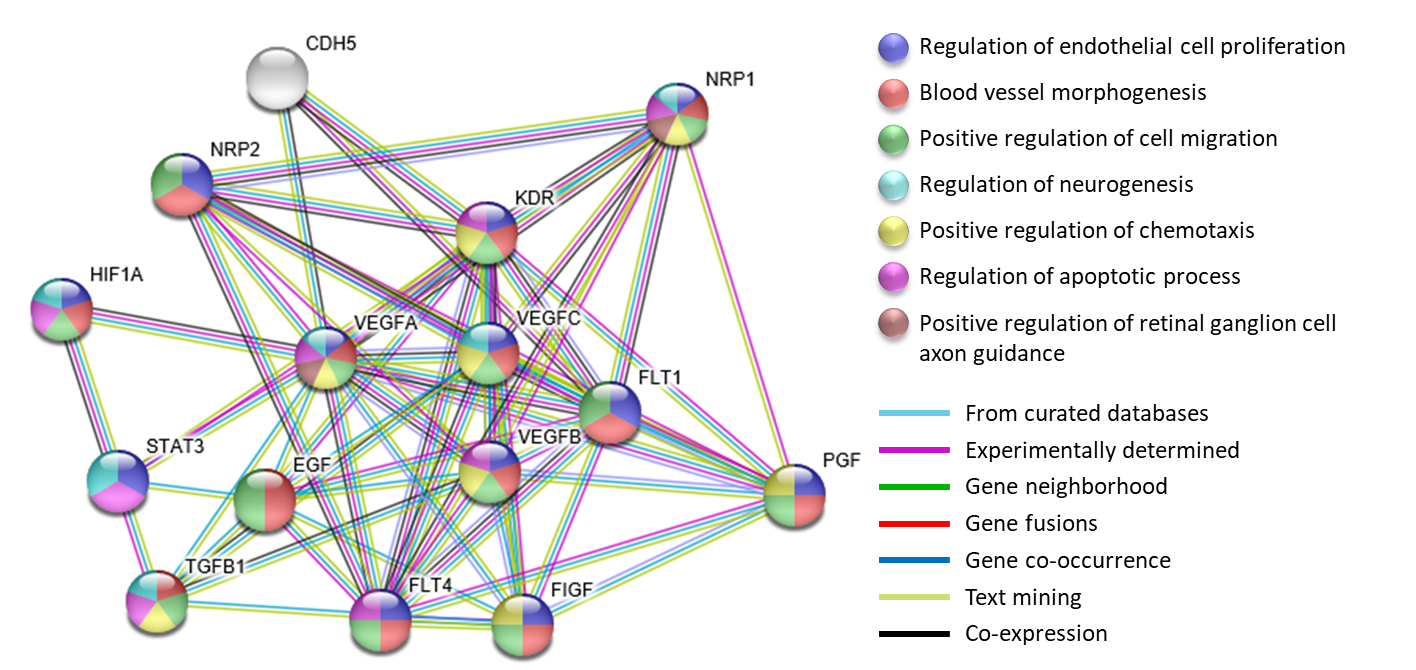 CDH5
NRP1
NRP2
KDR
HIF1A
VEGFA
VEGFC
FLT1
STAT3
VEGFB
EGF
PGF
TGFB1
FLT4
FIGF
Regulation of endothelial cell proliferation
Blood vessel morphogenesis
Positive regulation of cell migration
Regulation of neurogenesis
Positive regulation of chemotaxis
Regulation of apoptotic process
Positive regulation of retinal ganglion cell
axon guidance
From curated databases
Experimentally determined
Gene neighborhood
Gene fusions
Gene co-occurrence
Text mining
Co-expression